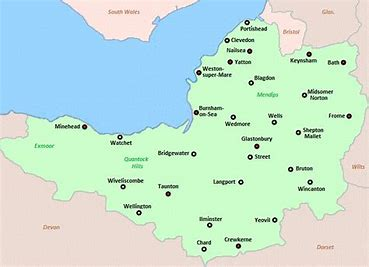 South Wales
Glos.
Portishead
Bristol
Clevedon
Nailsea
Keynsham
Yatton
Bath
Weston-
super-Mare
Blagdon
Mendips
Midsomer
Norton
Burnham-
on-Sea
Wedmore
Wells
Frome
Minehead
Watchet
Shepton
Mallet
Glastonbury
Exmoor
Quantock
Hills
Bridgewater
Street
Wilts
Bruton
Wiveliscombe
Taunton
Langport
Wincanton
Wellington
Ilminster
Yeovil
Devon
Chard
Crewkerne
Dorset